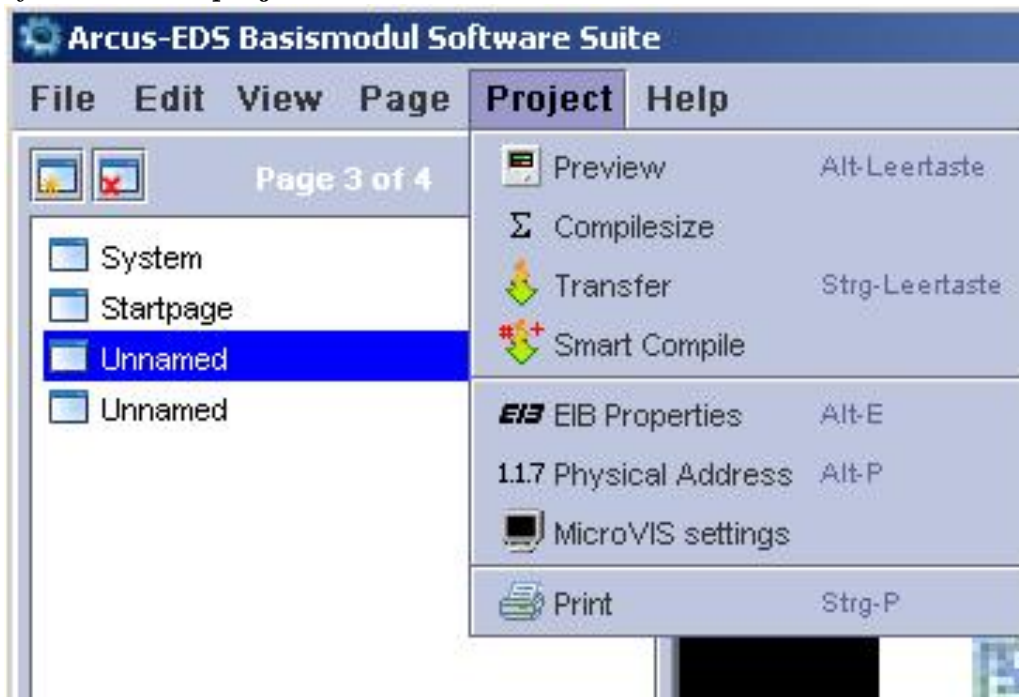 Arcus-EDS Basismodul Software Suite
File Edit View Page Project Help
Page 3 of 4
System
Startpage
Unnamed
Unnamed
Preview Alt-Leertaste
Σ Compilesize
Transfer Strg-Leertaste
#+ Smart Compile
EIB EIB Properties Alt-E
1.1.7 Physical Address Alt-P
MicroVIS settings
Print Strg-P